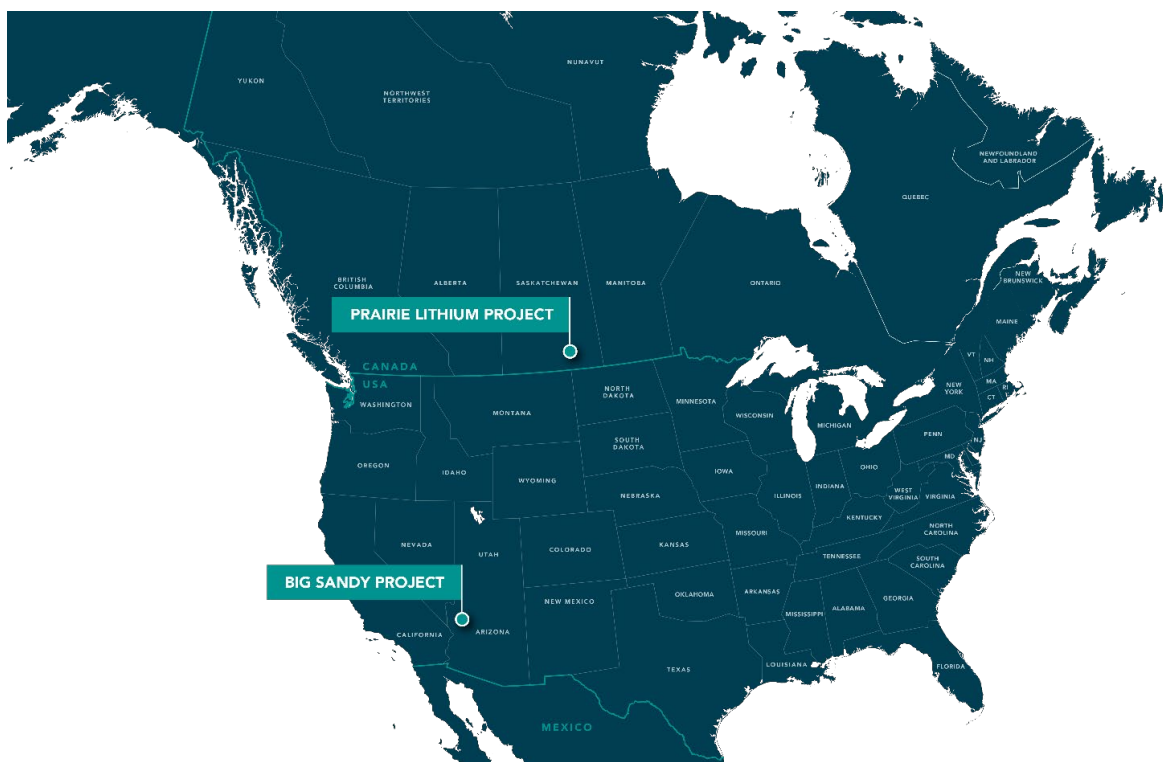 NUNAVUT
YUKON
NORTHWEST
TERRITORIES
NEWFOUNDLAND
AND LABRADOR
QUEBEC
BRITISH
COLUMBIA
ALBERTA
SASKATCHEWAN
MANITOBA
ONTARIO
NEW
BRUNSWICK
PRAIRIE LITHIUM PROJECT
MAINE
CANADA
USA
VT
NH
WASHINGTON
MONTANA
NORTH
DAKOTA
MINNESOTA
WISCONSIN
MICHIGAN
NEW
YORK
MA
RI
CT
OREGON
IDAHO
WYOMING
SOUTH
DAKOTA
IOWA
PENN
NJ
MD
OHIO
NEBRASKA
ILLINOIS
INDIANA
WEST
VIRGINIA
VIRGINIA
KENTUCKY
NEVADA
UTAH
COLORADO
KANSAS
MISSOURI
NORTH
CAROLINA
TENNESSEE
SOUTH
CAROLINA
BIG SANDY PROJECT
NEW MEXICO
OKLAHOMA
ARKANSAS
MISSISSIPPI
ALABAMA
GEORGIA
CALIFORNIA
ARIZONA
TEXAS
LOUISIANA
FLORIDA
MEXICO